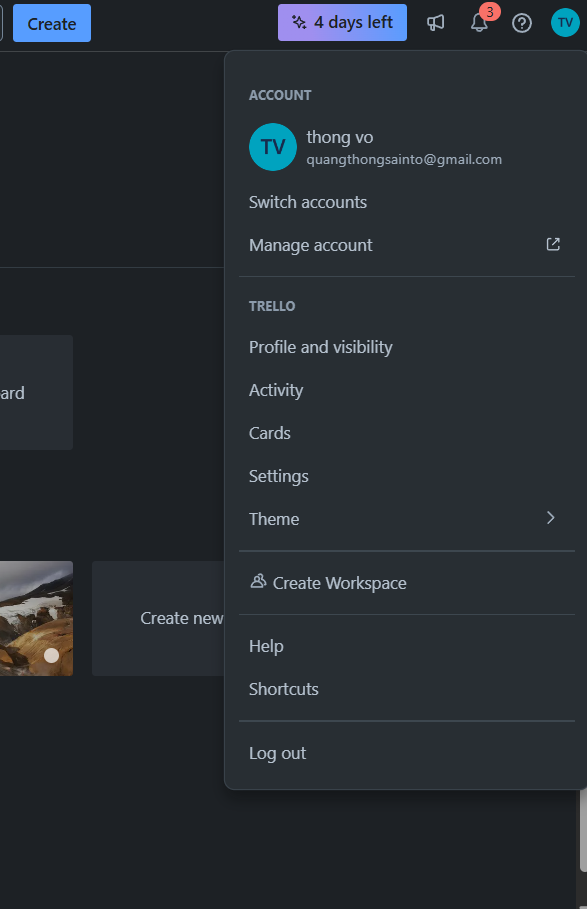 Create
4 days left
3
TV
ACCOUNT
TV
thong vo
quangthongsainto@gmail.com
Switch accounts
Manage account
TRELLO
Profile and visibility
Activity
ard
Cards
Settings
Theme
Create Workspace
Create new
Help
Shortcuts
Log out